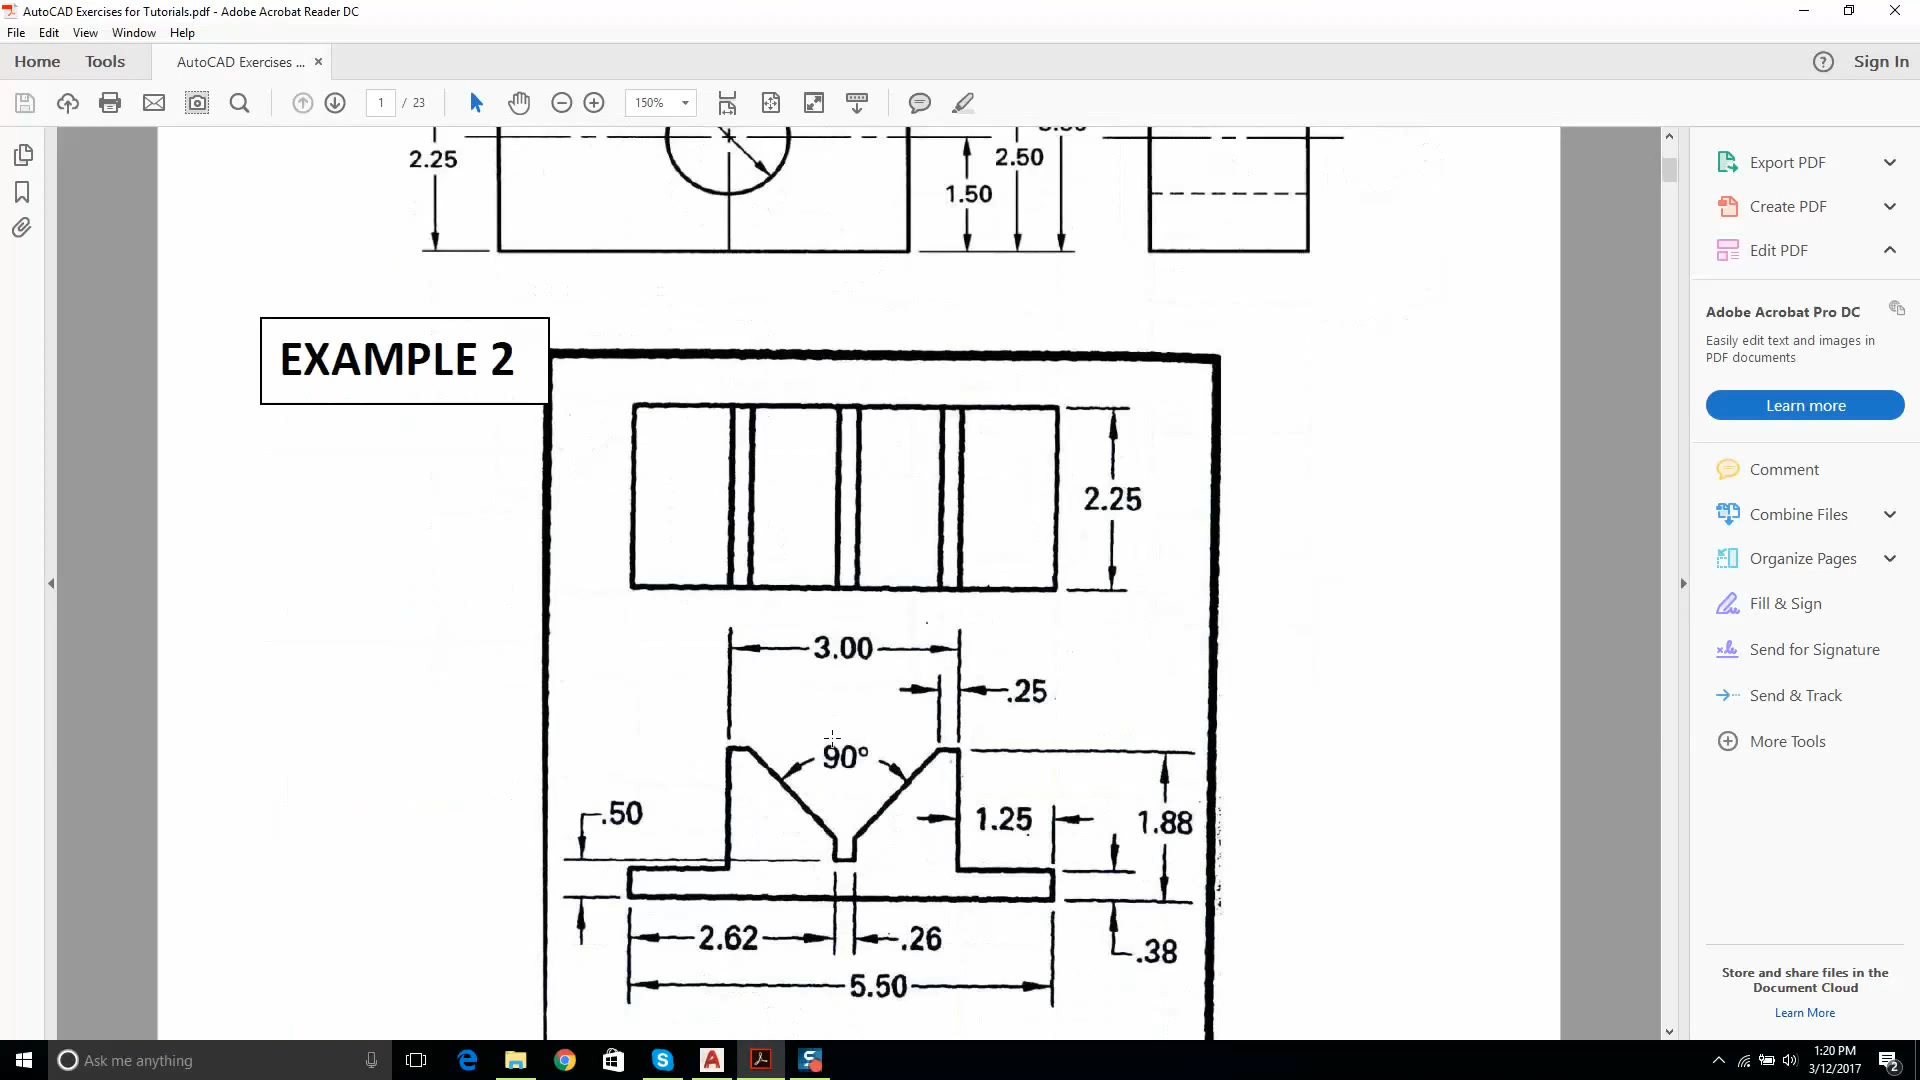 AutoCAD Exercises for Tutorials.pdf - Adobe Acrobat Reader DC
File Edit View Window Help
Home Tools AutoCAD Exercises ... × ? Sign In
1 / 23 150%
2.25
2.50
1.50
EXAMPLE 2
2.25
3.00
.25
90°
.50
1.25
1.88
2.62
.26
.38
5.50
Export PDF
Create PDF
Edit PDF
Adobe Acrobat Pro DC
Easily edit text and images in
PDF documents
Learn more
Comment
Combine Files
Organize Pages
Fill & Sign
Send for Signature
Send & Track
More Tools
Store and share files in the
Document Cloud
Learn More
Ask me anything
1:20 PM
3/12/2017
2